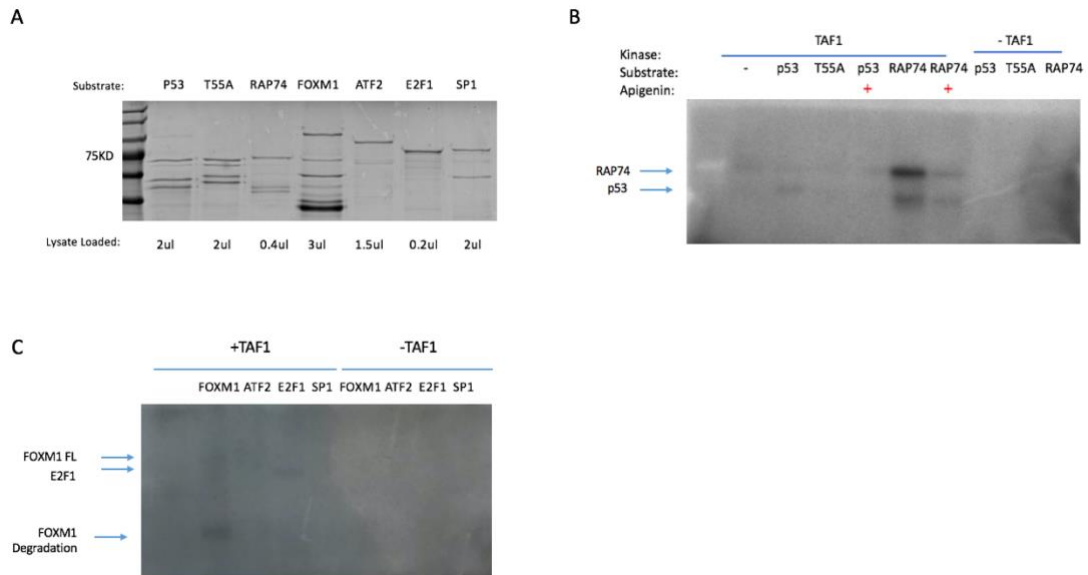 A
Substrate: P53 T55A RAP74 FOXM1 ATF2 E2F1 SP1
75KD
Lysate Loaded: 2ul 2ul 0.4ul 3ul 1.5ul 0.2ul 2ul
B
TAF1 - TAF1
Kinase:
Substrate: - p53 T55A p53 RAP74 RAP74 p53 T55A RAP74
Apigenin: + +
RAP74
p53
C
+TAF1 -TAF1
FOXM1 ATF2 E2F1 SP1 FOXM1 ATF2 E2F1 SP1
FOXM1 FL
E2F1
FOXM1
Degradation